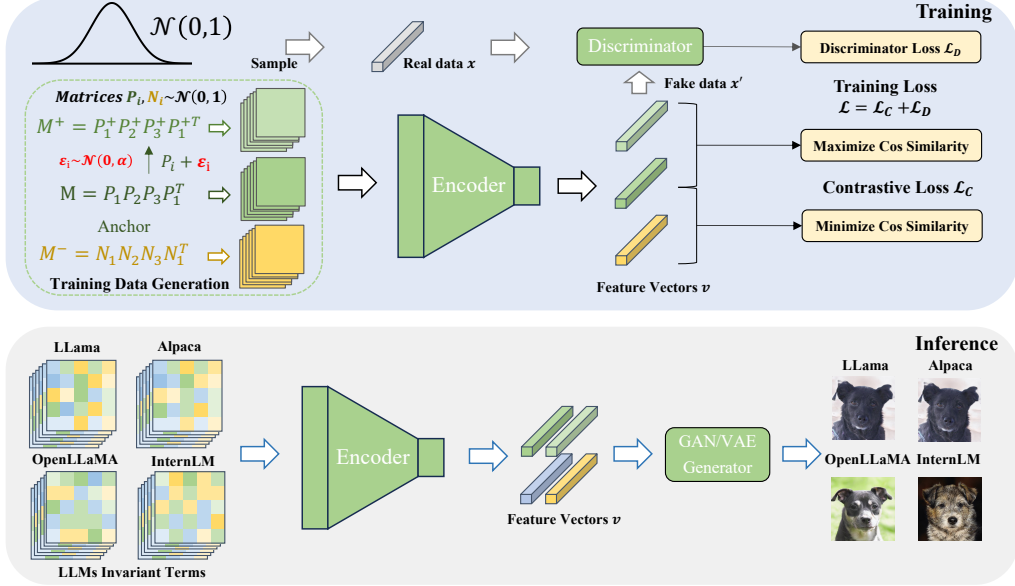 Training
𝒩(0,1)
Sample
Real data x
Discriminator
Discriminator Loss ℒ_D
Fake data x′
Training Loss
ℒ = ℒ_C +ℒ_D
Matrices P_i, N_i~𝒩(0,1)
M⁺ = P₁⁺P₂⁺P₃⁺P₁⁺ᵀ
ε_i~𝒩(0,α)
P_i + ε_i
M = P₁P₂P₃P₁ᵀ
Anchor
M⁻ = N₁N₂N₃N₁ᵀ
Training Data Generation
Encoder
Feature Vectors v
Maximize Cos Similarity
Contrastive Loss ℒ_C
Minimize Cos Similarity
Inference
LLama
Alpaca
OpenLLaMA
InternLM
LLMs Invariant Terms
Encoder
Feature Vectors v
GAN/VAE
Generator
LLama
Alpaca
OpenLLaMA
InternLM